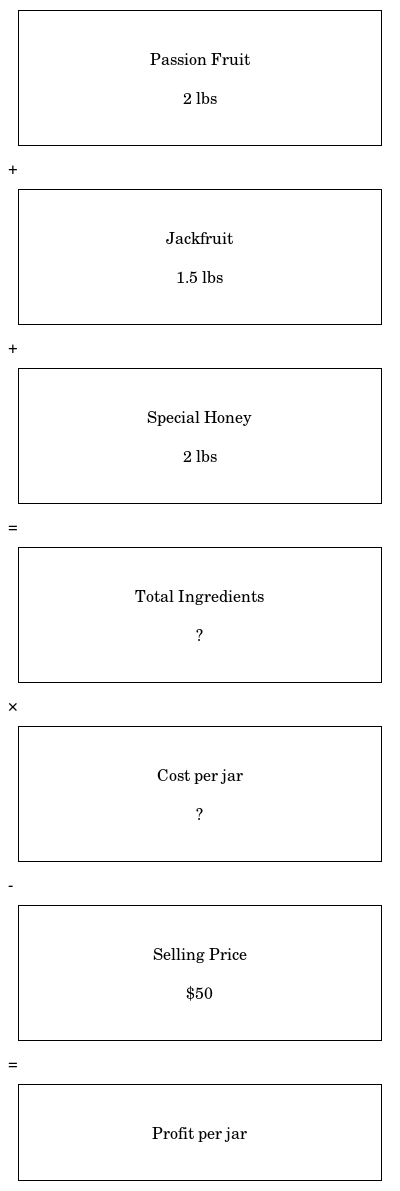 Passion Fruit
2 lbs
+
Jackfruit
1.5 lbs
+
Special Honey
2 lbs
=
Total Ingredients
?
×
Cost per jar
?
-
Selling Price
$50
=
Profit per jar